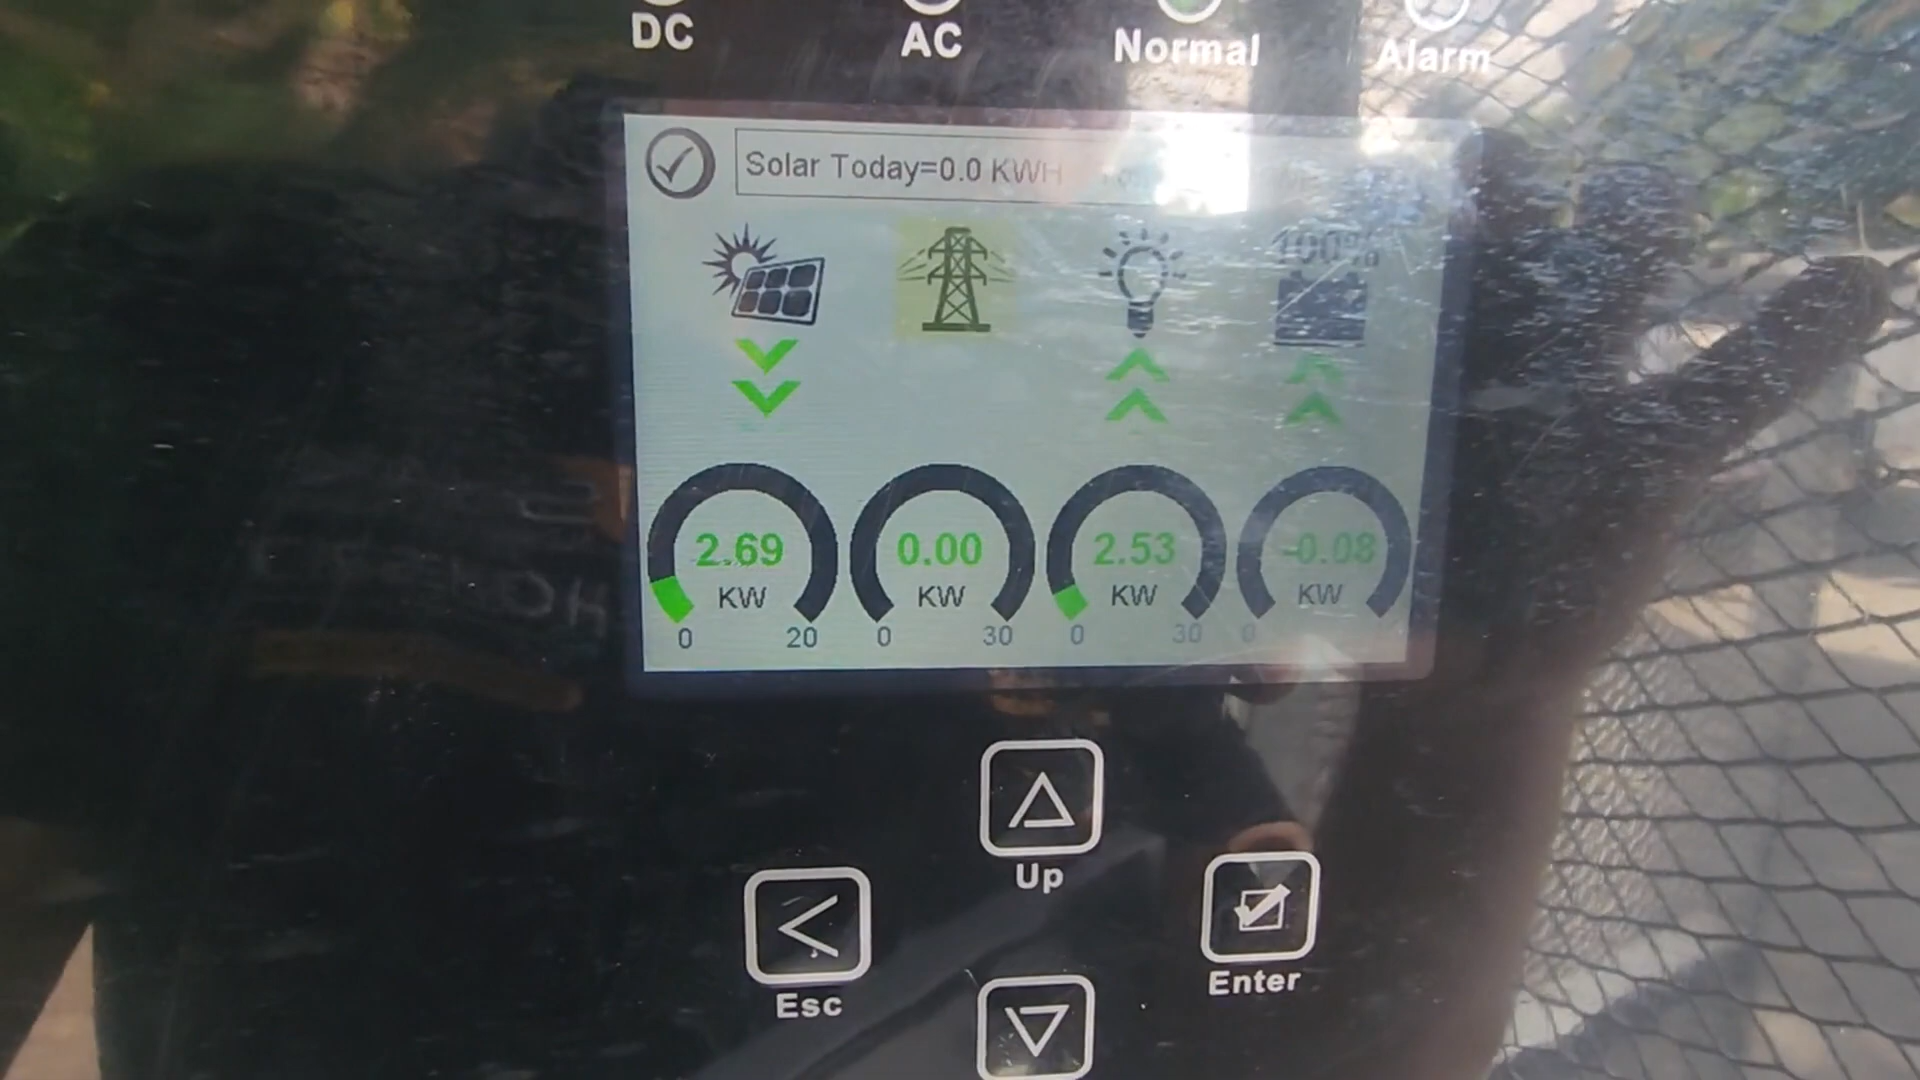 DC AC Normal Alarm
Solar Today=0.0 KWH
100%
2.69 0.00 2.53 -0.08
KW KW KW KW
0 20 0 30 0 30 0
Up
Esc
Enter